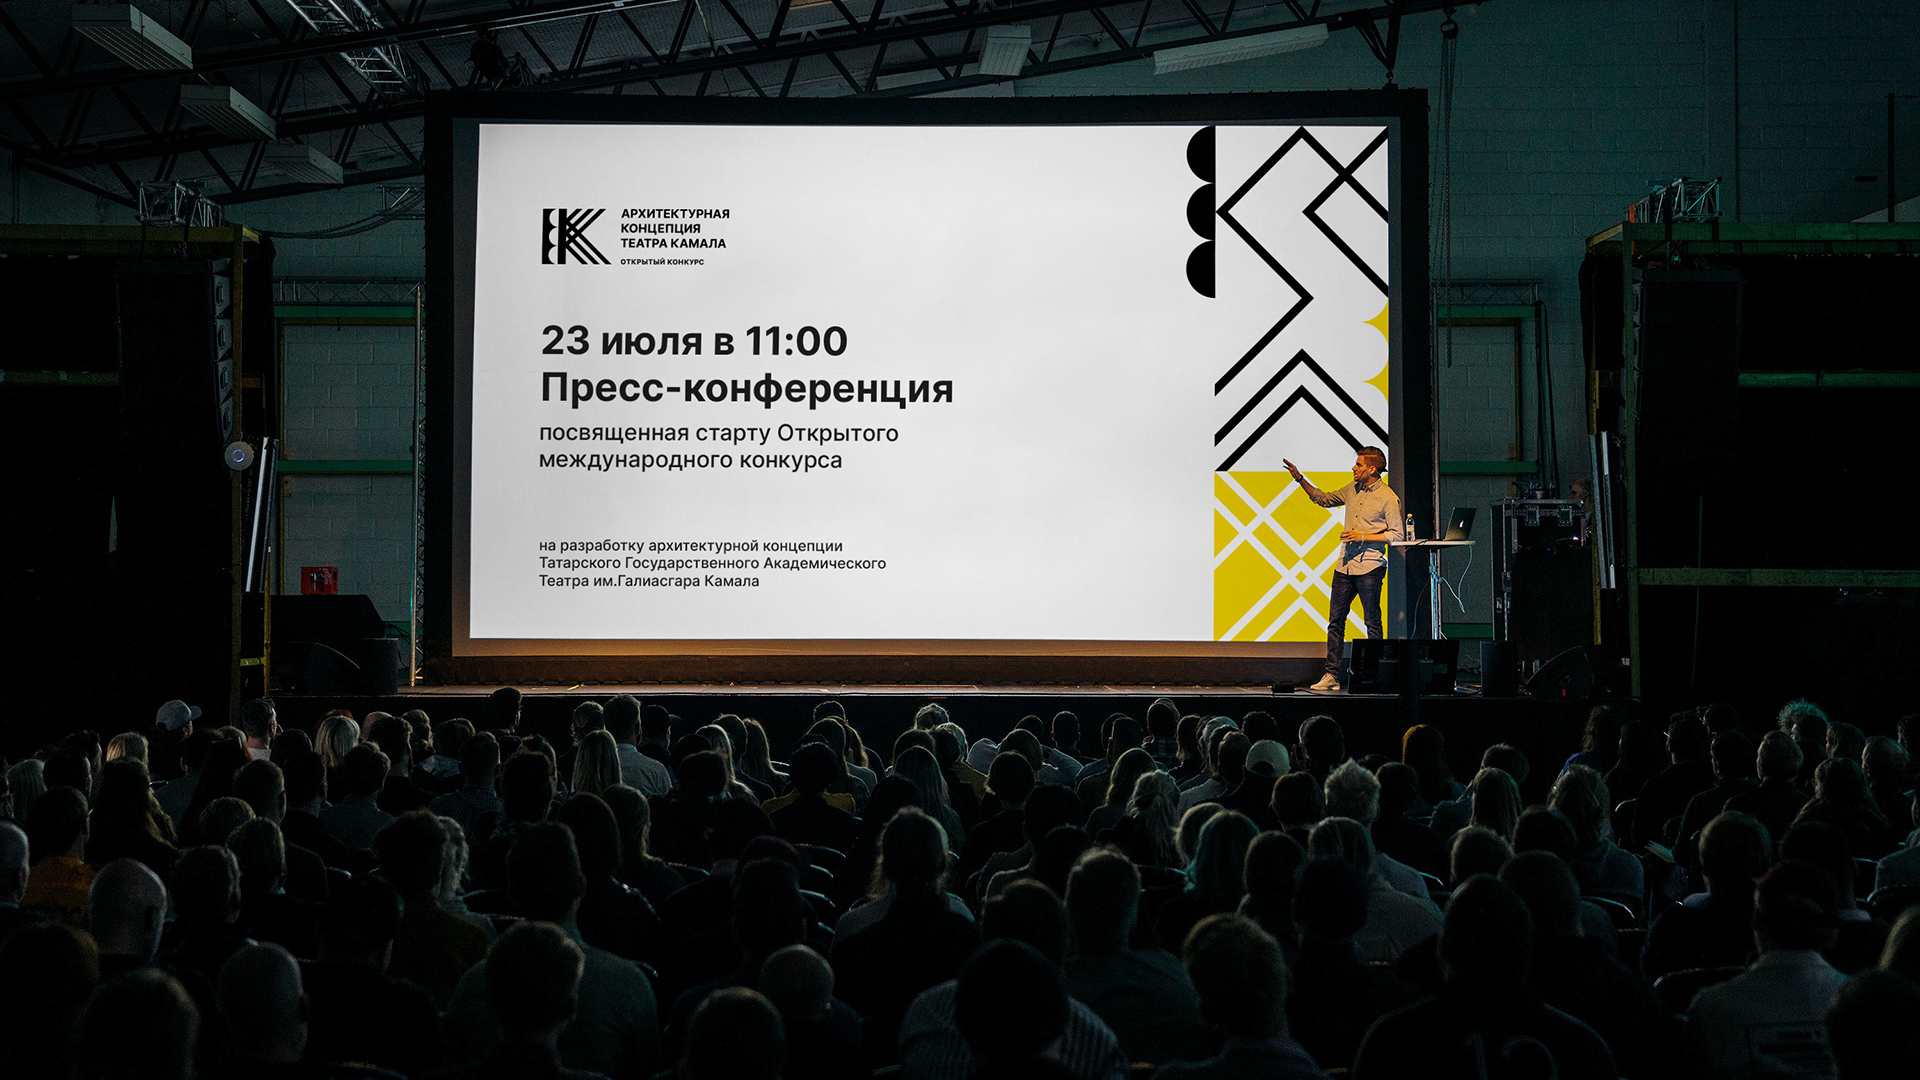 АРХИТЕКТУРНАЯ
КОНЦЕПЦИЯ
ТЕАТРА КАМАЛА
ОТКРЫТЫЙ КОНКУРС
23 июля в 11:00
Пресс-конференция
посвященная старту Открытого
международного конкурса
на разработку архитектурной концепции
Татарского Государственного Академического
Театра им.Галиасгара Камала